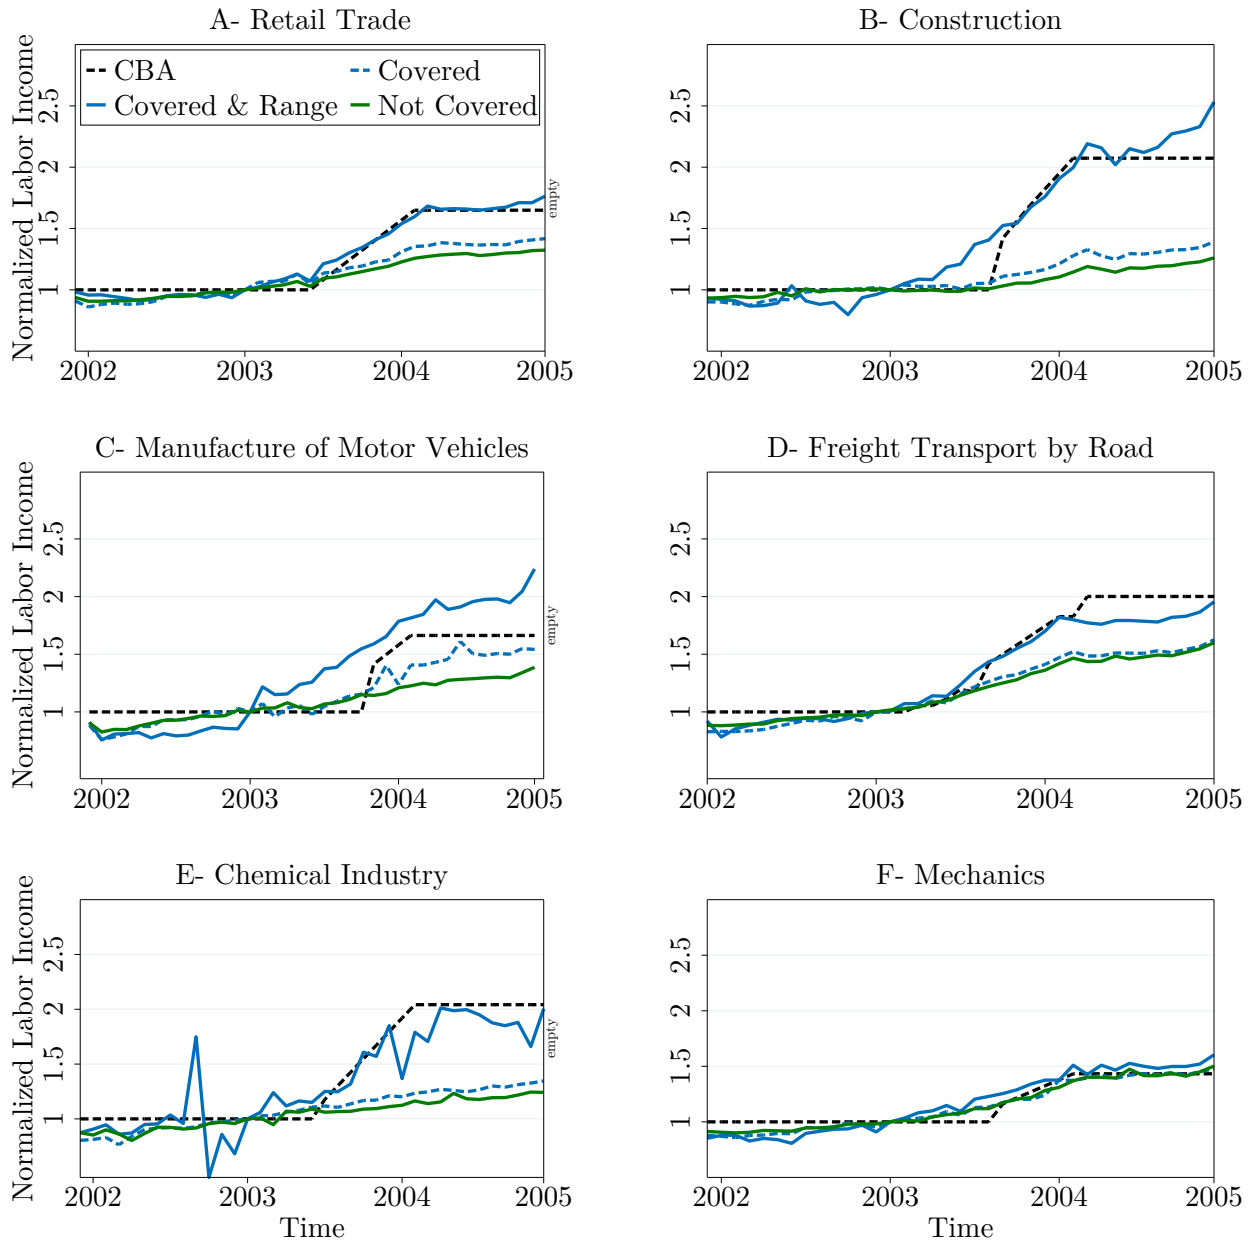 A- Retail Trade
Normalized Labor Income
2.5
2
1.5
1
CBA
Covered
Covered & Range
Not Covered
empty
2002
2003
2004
2005
B- Construction
2.5
2
1.5
1
2002
2003
2004
2005
C- Manufacture of Motor Vehicles
Normalized Labor Income
2.5
2
1.5
1
empty
2002
2003
2004
2005
D- Freight Transport by Road
2.5
2
1.5
1
2002
2003
2004
2005
E- Chemical Industry
Normalized Labor Income
2.5
2
1.5
1
empty
2002
2003
2004
2005
Time
F- Mechanics
2.5
2
1.5
1
2002
2003
2004
2005
Time